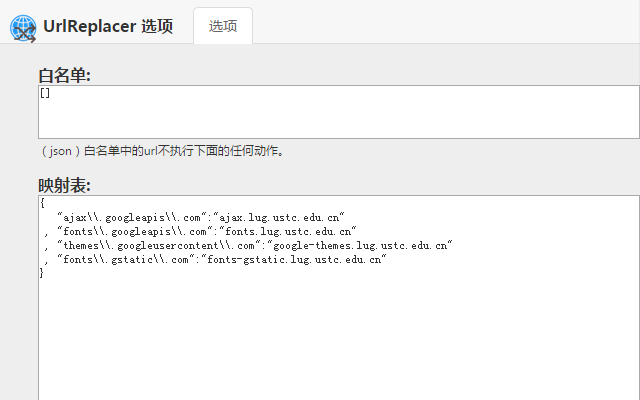 UrlReplacer 选项
选项
白名单:
[]
（json）白名单中的url不执行下面的任何动作。
映射表:
{
"ajax\\.googleapis\\.com":"ajax.lug.ustc.edu.cn"
, "fonts\\.googleapis\\.com":"fonts.lug.ustc.edu.cn"
, "themes\\.googleusercontent\\.com":"google-themes.lug.ustc.edu.cn"
, "fonts\\.gstatic\\.com":"fonts-gstatic.lug.ustc.edu.cn"
}